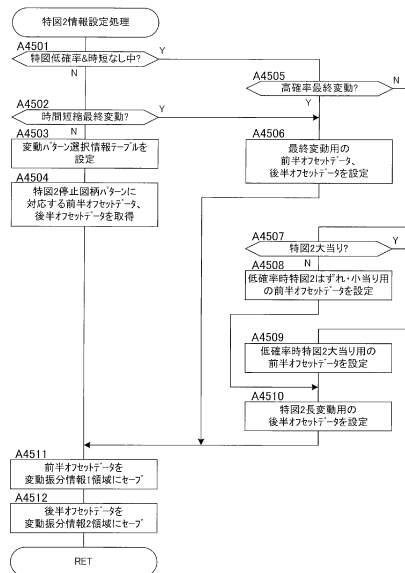 特図2情報設定処理
A4501
特図低確率&時短なし中?
Y
N
A4505
高確率最終変動?
N
Y
A4502
時間短縮最終変動?
Y
N
A4503
変動パターン選択情報テーブルを
設定
A4504
特図2停止図柄パターンに
対応する前半オフセットデータ、
後半オフセットデータを取得
A4506
最終変動用の
前半オフセットデータ、
後半オフセットデータを設定
A4507
特図2大当り?
Y
N
A4508
低確率時特図2はずれ・小当り用
の前半オフセットデータを設定
A4509
低確率時特図2大当り用の
前半オフセットデータを設定
A4510
特図2長変動用の
後半オフセットデータを設定
A4511
前半オフセットデータを
変動振分情報1領域にセーブ
A4512
後半オフセットデータを
変動振分情報2領域にセーブ
RET